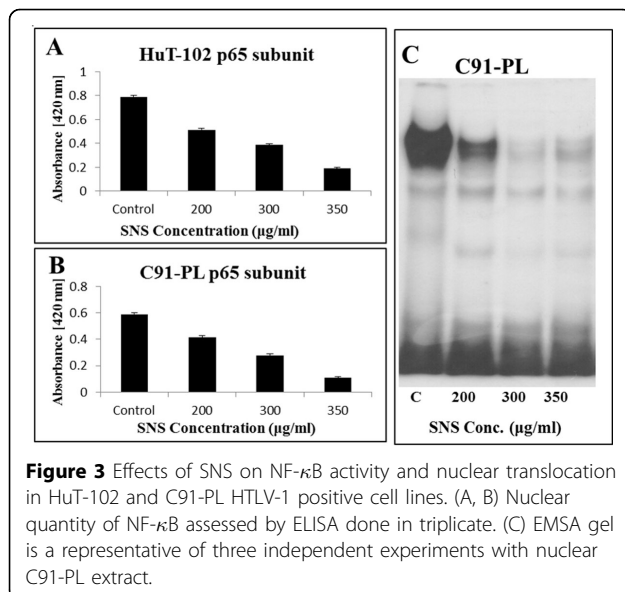 A
HuT-102 p65 subunit
Absorbance [420 nm]
1
0.8
0.6
0.4
0.2
0
Control 200 300 350
SNS Concentration (μg/ml)
B
C91-PL p65 subunit
Absorbance [420 nm]
0.8
0.6
0.4
0.2
0
Control 200 300 350
SNS Concentration (μg/ml)
C
C91-PL
C 200 300 350
SNS Conc. (μg/ml)
Figure 3 Effects of SNS on NF-κB activity and nuclear translocation
in HuT-102 and C91-PL HTLV-1 positive cell lines. (A, B) Nuclear
quantity of NF-κB assessed by ELISA done in triplicate. (C) EMSA gel
is a representative of three independent experiments with nuclear
C91-PL extract.